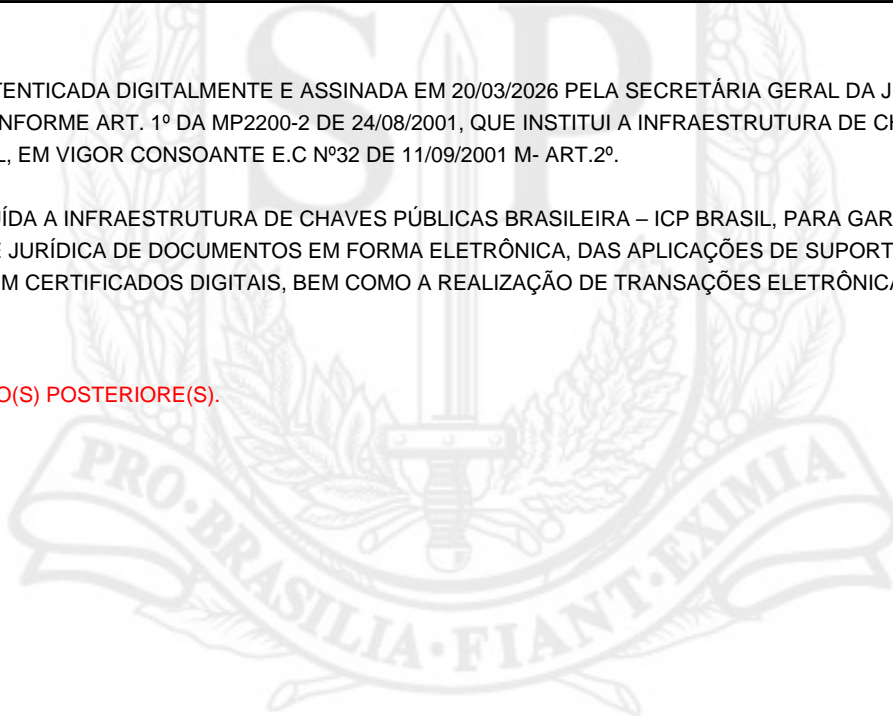 TENTICADA DIGITALMENTE E ASSINADA EM 20/03/2026 PELA SECRETÁRIA GERAL DA J
NFORME ART. 1º DA MP2200-2 DE 24/08/2001, QUE INSTITUI A INFRAESTRUTURA DE CH
L, EM VIGOR CONSOANTE E.C Nº32 DE 11/09/2001 M- ART.2º.
UÍDA A INFRAESTRUTURA DE CHAVES PÚBLICAS BRASILEIRA – ICP BRASIL, PARA GAR
E JURÍDICA DE DOCUMENTOS EM FORMA ELETRÔNICA, DAS APLICAÇÕES DE SUPORT
M CERTIFICADOS DIGITAIS, BEM COMO A REALIZAÇÃO DE TRANSAÇÕES ELETRÔNICA
O(S) POSTERIORE(S).
SP
PRO·BRASILIA·FIANT·EXIMIA